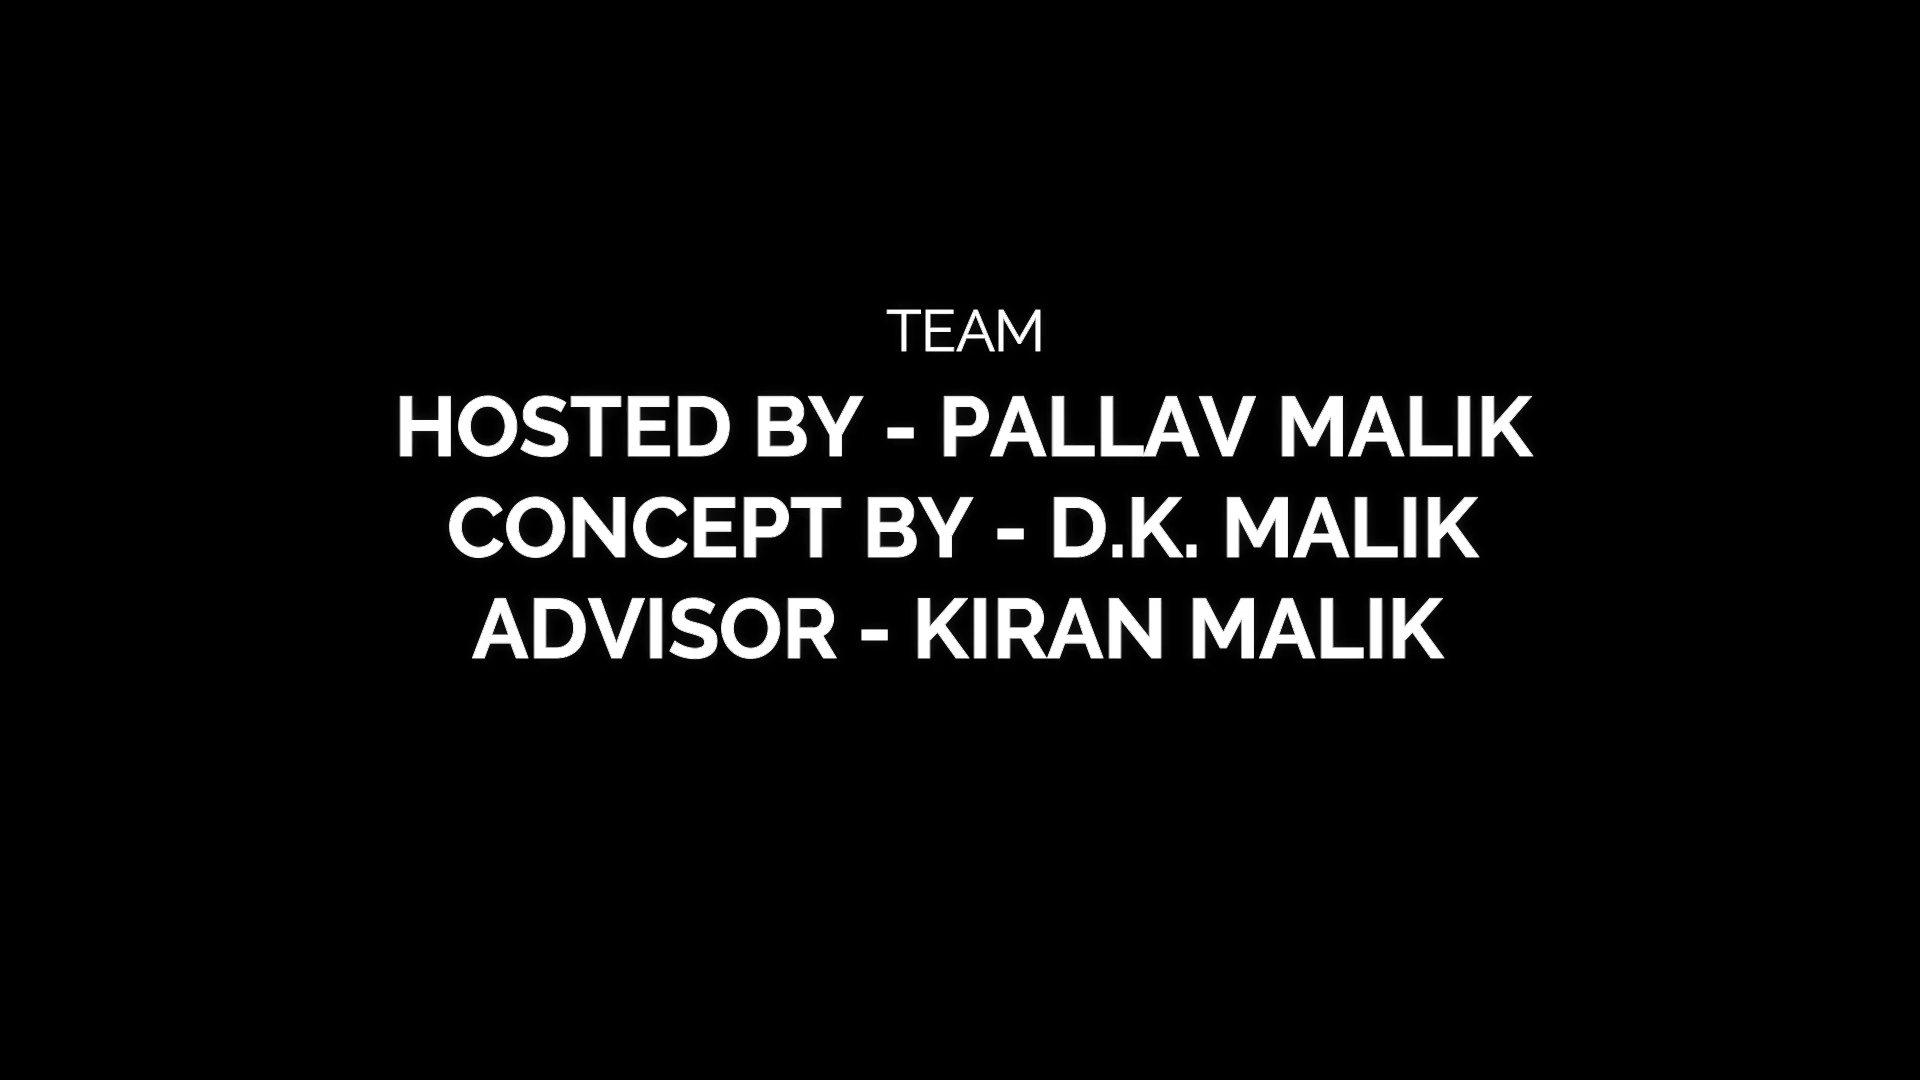 TEAM
HOSTED BY - PALLAV MALIK
CONCEPT BY - D.K. MALIK
ADVISOR - KIRAN MALIK